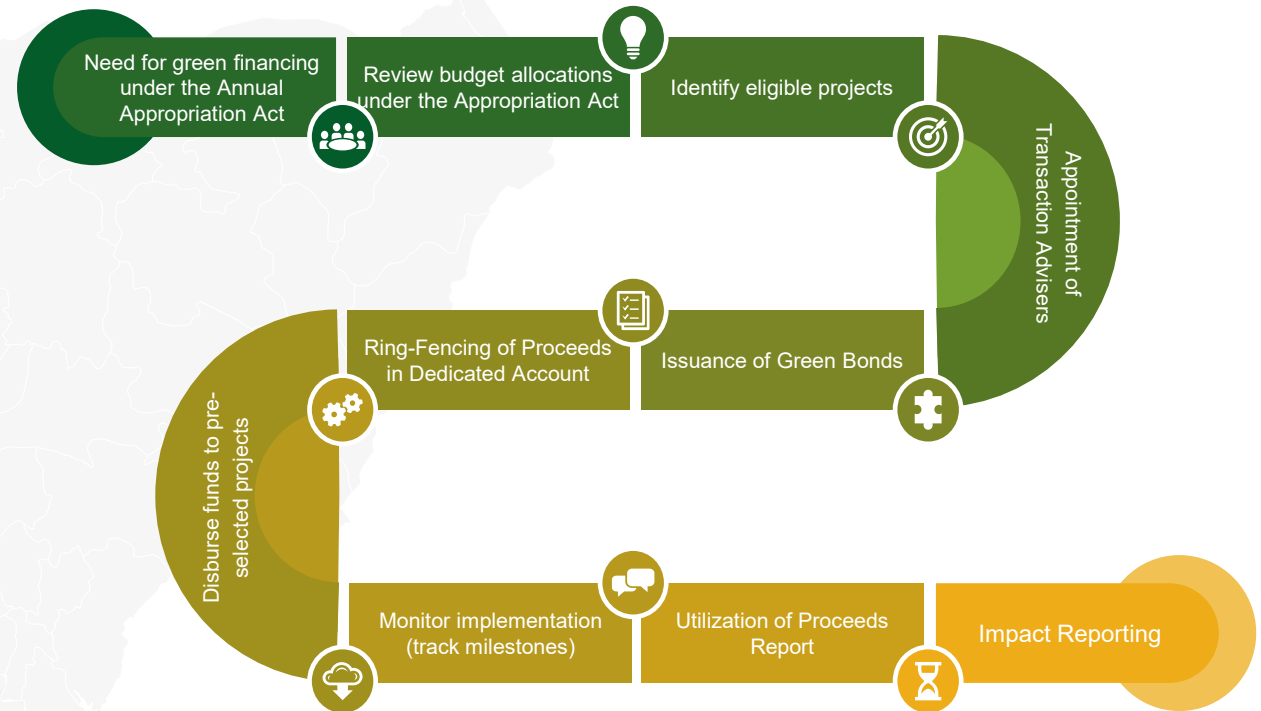 Need for green financing
under the Annual
Appropriation Act
Review budget allocations
under the Appropriation Act
Identify eligible projects
Appointment of
Transaction Advisers
Issuance of Green Bonds
Ring-Fencing of Proceeds
in Dedicated Account
Disburse funds to pre-
selected projects
Monitor implementation
(track milestones)
Utilization of Proceeds
Report
Impact Reporting